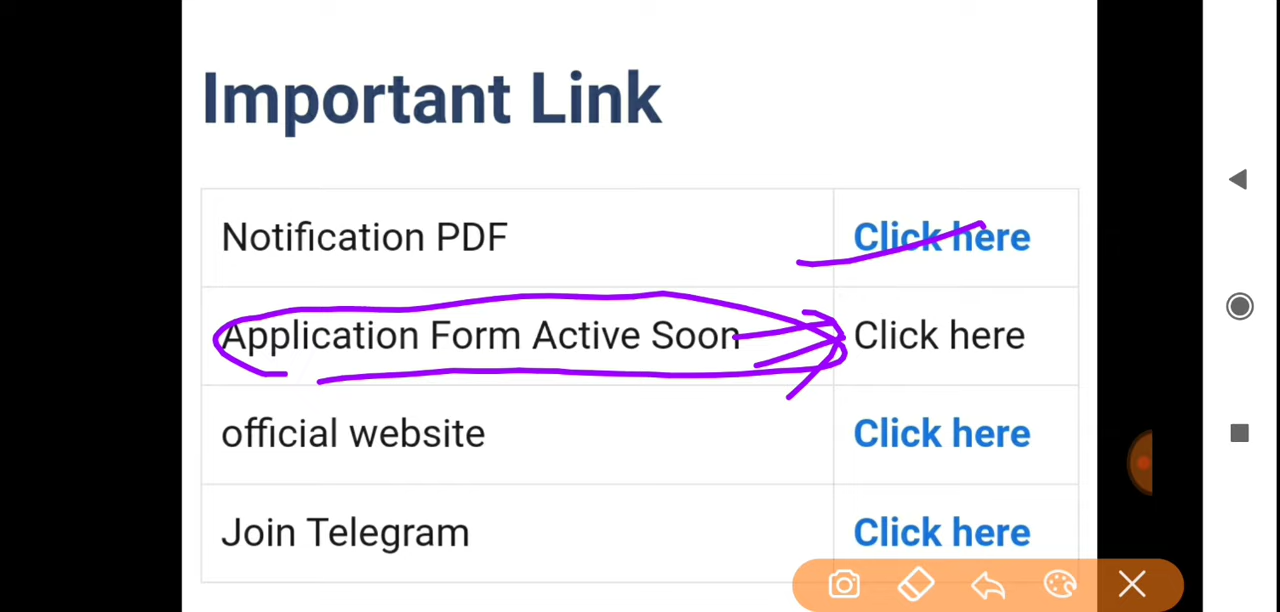 Important Link
Notification PDF Click here
Application Form Active Soon Click here
official website Click here
Join Telegram Click here